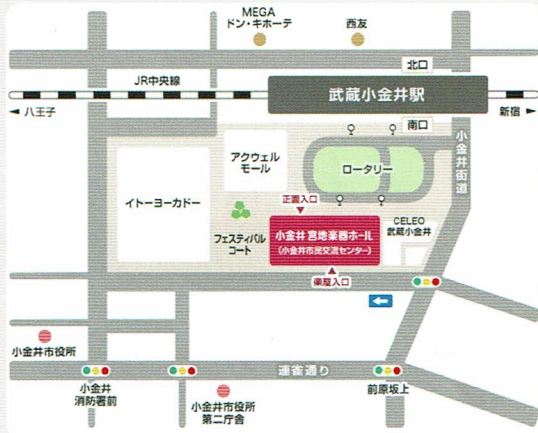 MEGA
ドン・キホーテ
西友
北口
JR中央線
武蔵小金井駅
八王子
新宿
南口
小金井街道
アクウェル
モール
ロータリー
イトーヨーカドー
正面入口
フェスティバル
コート
小金井 宮地楽器ホール
(小金井市民交流センター)
CELEO
武蔵小金井
楽屋入口
小金井市役所
連雀通り
小金井
消防署前
小金井市役所
第二庁舎
前原坂上